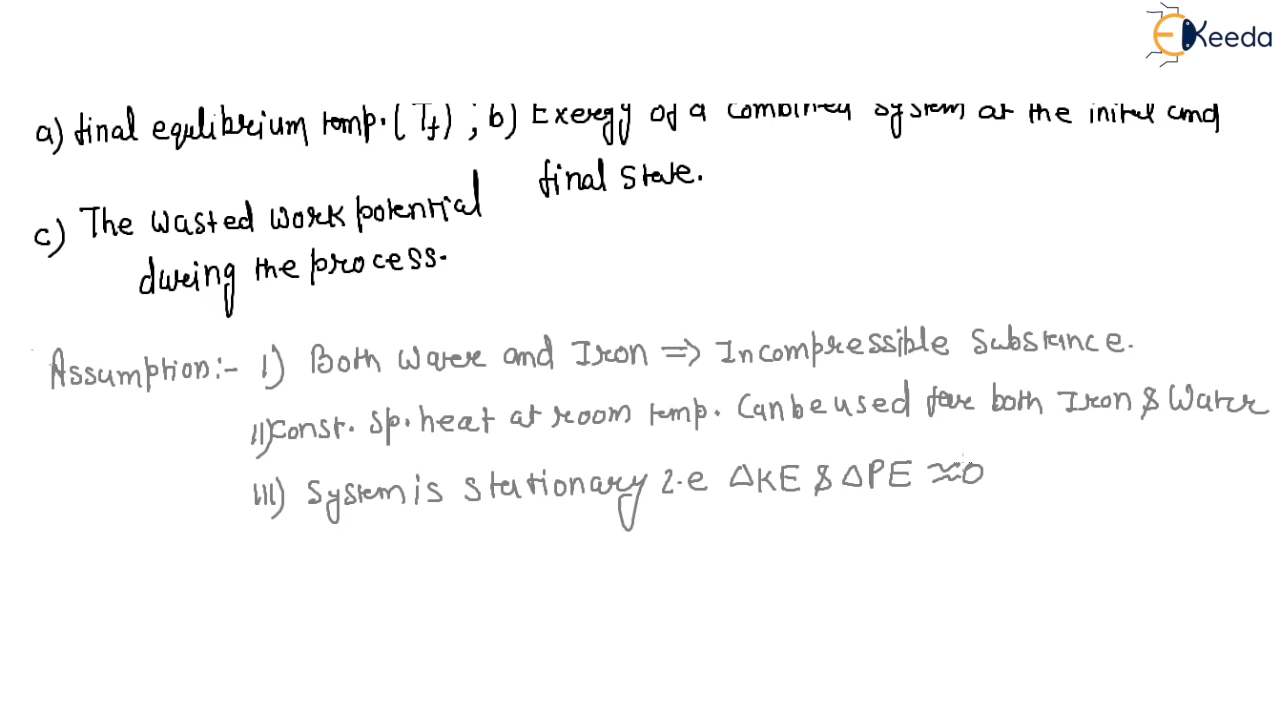 EKeeda
a) final equlibrium temp. (Tf) ; b) Exergy of a combined system at the initel and
final state.
c) The wasted work potential
during the process.
Assumption:- I) Both Water and Iron => Incompressible Substance.
II) Const. sp. heat at room temp. Can be used for both Iron & Water
III) System is stationary i.e ΔKE & ΔPE ≈0